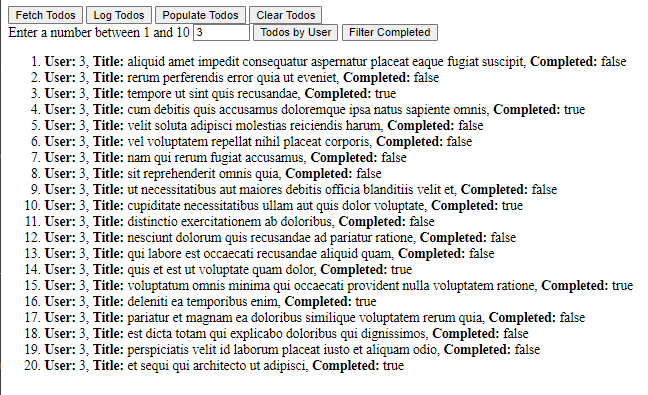 Fetch Todos Log Todos Populate Todos Clear Todos
Enter a number between 1 and 10 3 Todos by User Filter Completed
1. User: 3, Title: aliquid amet impedit consequatur aspernatur placeat eaque fugiat suscipit, Completed: false
2. User: 3, Title: rerum perferendis error quia ut eveniet, Completed: false
3. User: 3, Title: tempore ut sint quis recusandae, Completed: true
4. User: 3, Title: cum debitis quis accusamus doloremque ipsa natus sapiente omnis, Completed: true
5. User: 3, Title: velit soluta adipisci molestias reiciendis harum, Completed: false
6. User: 3, Title: vel voluptatem repellat nihil placeat corporis, Completed: false
7. User: 3, Title: nam qui rerum fugiat accusamus, Completed: false
8. User: 3, Title: sit reprehenderit omnis quia, Completed: false
9. User: 3, Title: ut necessitatibus aut maiores debitis officia blanditiis velit et, Completed: false
10. User: 3, Title: cupiditate necessitatibus ullam aut quis dolor voluptate, Completed: true
11. User: 3, Title: distinctio exercitationem ab doloribus, Completed: false
12. User: 3, Title: nesciunt dolorum quis recusandae ad pariatur ratione, Completed: false
13. User: 3, Title: qui labore est occaecati recusandae aliquid quam, Completed: false
14. User: 3, Title: quis et est ut voluptate quam dolor, Completed: true
15. User: 3, Title: voluptatum omnis minima qui occaecati provident nulla voluptatem ratione, Completed: true
16. User: 3, Title: deleniti ea temporibus enim, Completed: true
17. User: 3, Title: pariatur et magnam ea doloribus similique voluptatem rerum quia, Completed: false
18. User: 3, Title: est dicta totam qui explicabo doloribus qui dignissimos, Completed: false
19. User: 3, Title: perspiciatis velit id laborum placeat iusto et aliquam odio, Completed: false
20. User: 3, Title: et sequi qui architecto ut adipisci, Completed: true